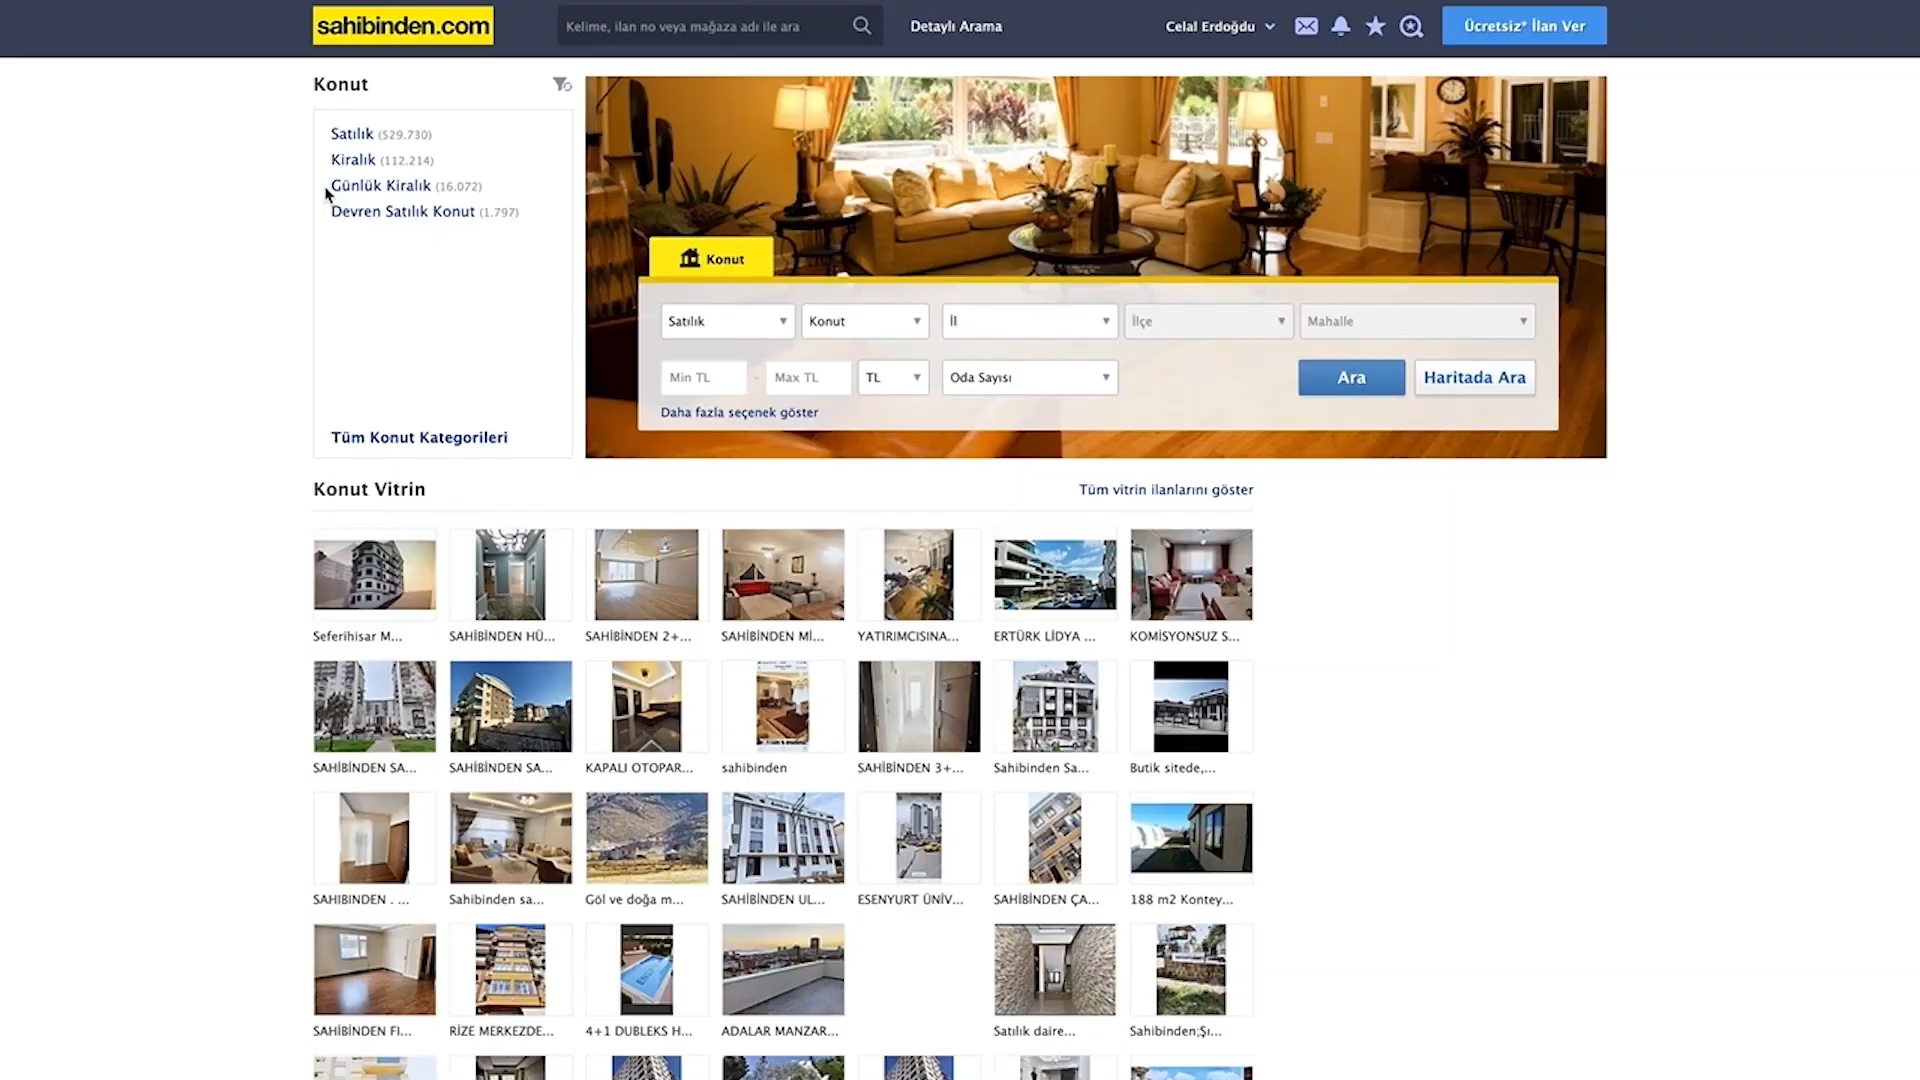 sahibinden.com
Kelime, ilan no veya mağaza adı ile ara
Detaylı Arama
Celal Erdoğdu
Ücretsiz* İlan Ver
Konut
Satılık (529.730)
Kiralık (112.214)
Günlük Kiralık (16.072)
Devren Satılık Konut (1.797)
Tüm Konut Kategorileri
Konut
Satılık Konut İl İlçe Mahalle
Min TL - Max TL TL Oda Sayısı Ara Haritada Ara
Daha fazla seçenek göster
Konut Vitrin
Tüm vitrin ilanlarını göster
Seferihisar M... SAHİBİNDEN HÜ... SAHİBİNDEN 2+... SAHİBİNDEN Mİ... YATIRIMCISINA... ERTÜRK LİDYA ... KOMİSYONSUZ S...
SAHİBİNDEN SA... SAHİBİNDEN SA... KAPALI OTOPAR... sahibinden SAHİBİNDEN 3+... Sahibinden Sa... Butik sitede,...
SAHIBINDEN . ... Sahibinden sa... Göl ve doğa m... SAHİBİNDEN UL... ESENYURT ÜNİV... SAHİBİNDEN ÇA... 188 m2 Kontey...
SAHİBİNDEN FI... RİZE MERKEZDE... 4+1 DUBLEKS H... ADALAR MANZAR... Satılık daire... Sahibinden;Şı...